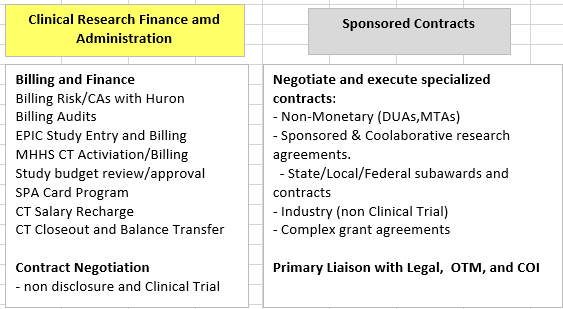 Clinical Research Finance amd
Administration
Billing and Finance
Billing Risk/CAs with Huron
Billing Audits
EPIC Study Entry and Billing
MHHS CT Activiation/Billing
Study budget review/approval
SPA Card Program
CT Salary Recharge
CT Closeout and Balance Transfer
Contract Negotiation
- non disclosure and Clinical Trial
Sponsored Contracts
Negotiate and execute specialized
contracts:
- Non-Monetary (DUAs,MTAs)
- Sponsored & Coolaborative research
agreements.
- State/Local/Federal subawards and
contracts
- Industry (non Clinical Trial)
- Complex grant agreements
Primary Liaison with Legal, OTM, and COI